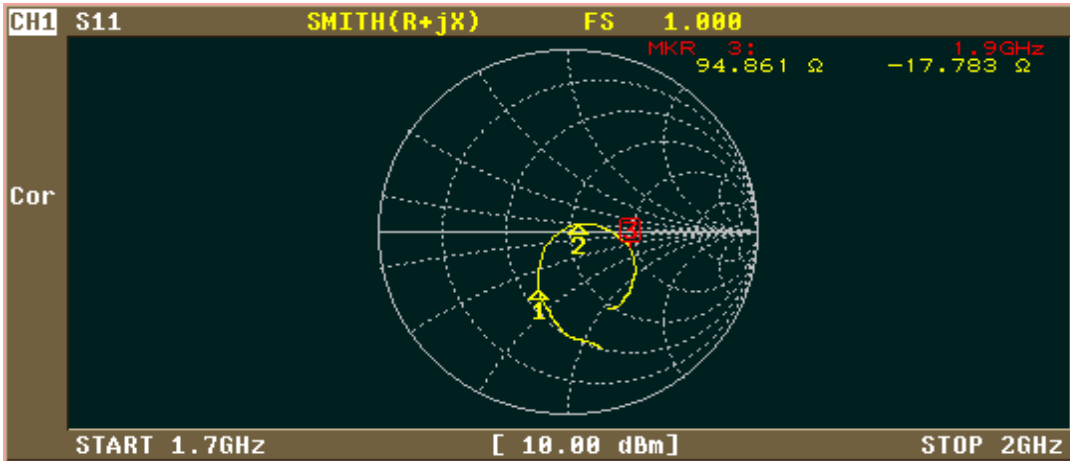 CH1 S11 SMITH(R+jX) FS 1.000
MKR 3: 1.9GHz
94.861 Ω -17.783 Ω
Cor
3
2
1
START 1.7GHz [ 10.00 dBm] STOP 2GHz